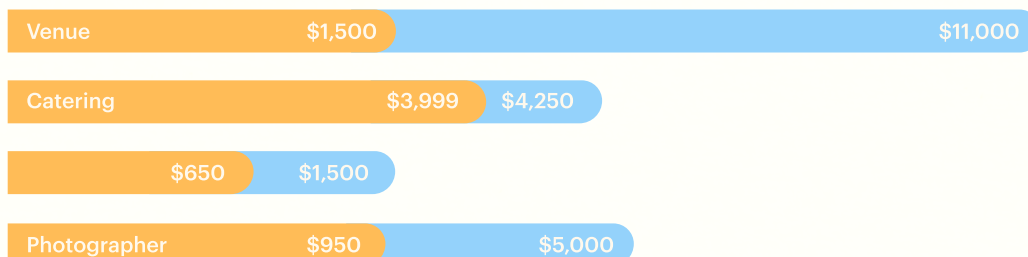 Venue $1,500 $11,000
Catering $3,999 $4,250
$650 $1,500
Photographer $950 $5,000